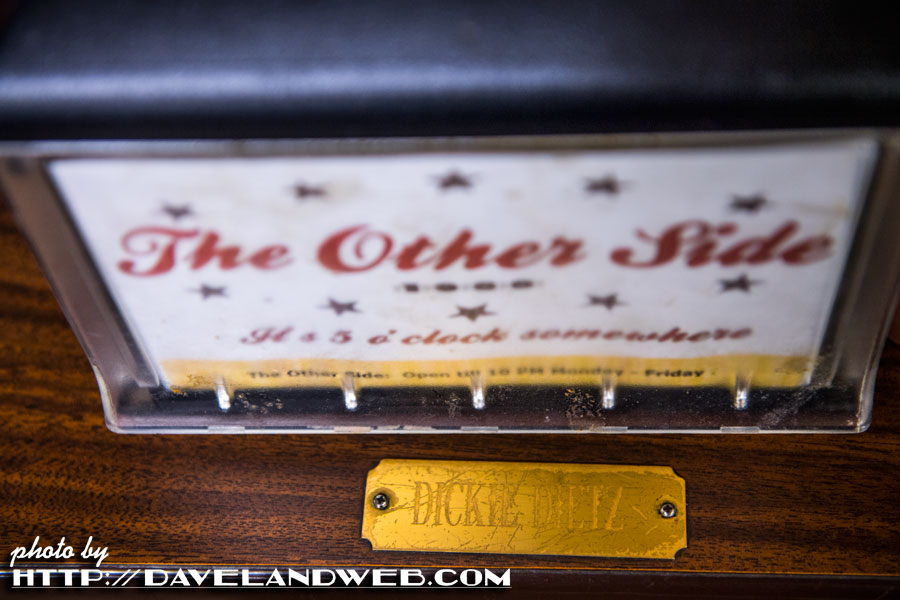 The Other Side
It s 5 o'clock somewhere
The Other Side: Open till 10 PM Monday - Friday -
DICKIE DIETZ
photo by
HTTP://DAVELANDWEB.COM